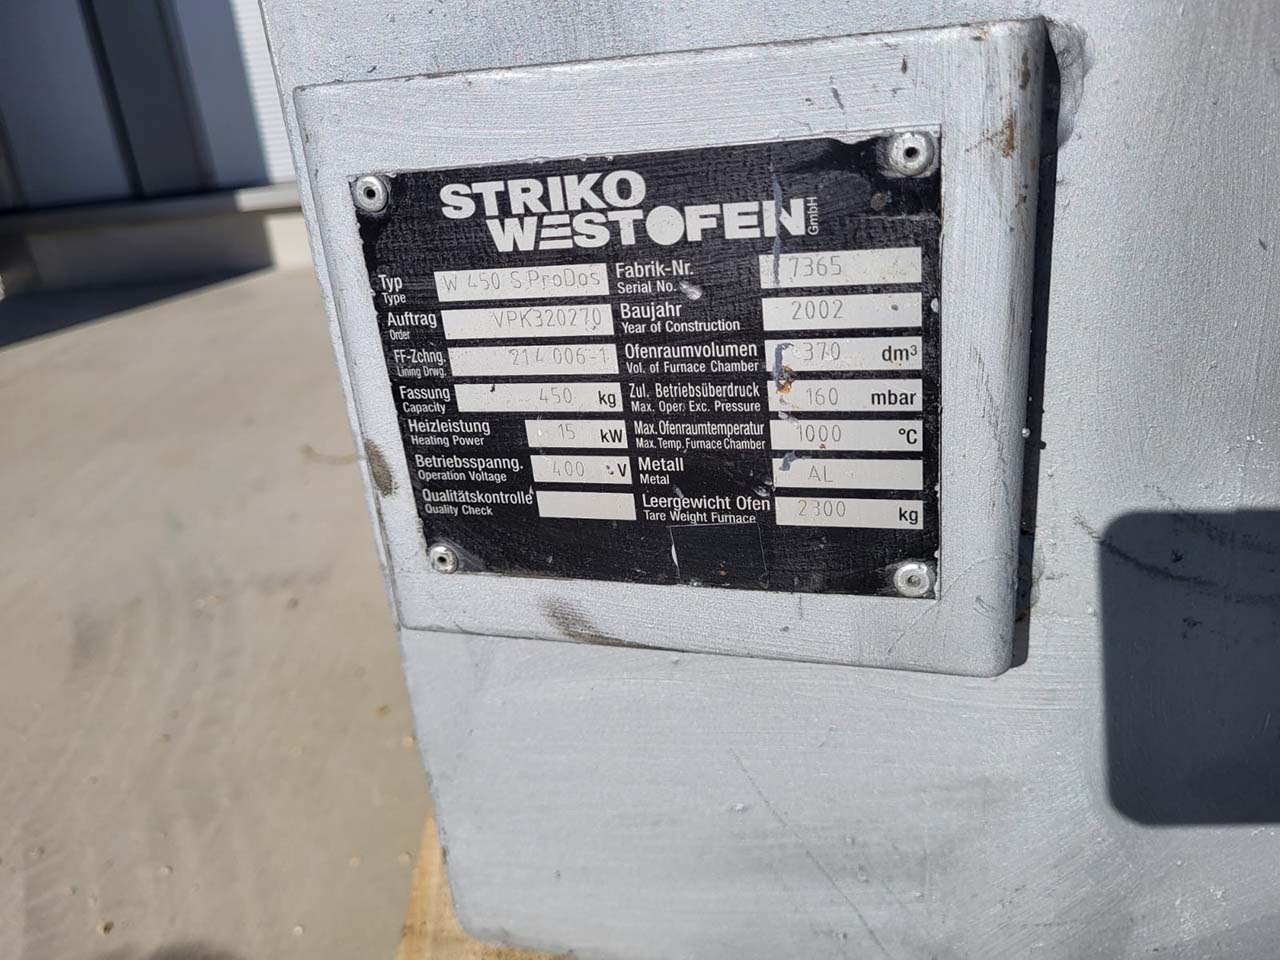 STRIKO
WESTOFEN GmbH
Typ
Type
W 450 S ProDos
Fabrik-Nr.
Serial No.
7365
Auftrag
Order
VPK320270
Baujahr
Year of Construction
2002
FF-Zchng.
Lining Drwg.
214 006-1
Ofenraumvolumen
Vol. of Furnace Chamber
370 dm³
Fassung
Capacity
450 kg
Zul. Betriebsüberdruck
Max. Oper. Exc. Pressure
160 mbar
Heizleistung
Heating Power
15 kW
Max. Ofenraumtemperatur
Max. Temp. Furnace Chamber
1000 °C
Betriebsspanng.
Operation Voltage
400 V
Metall
Metal
AL
Qualitätskontrolle
Quality Check
Leergewicht Ofen
Tare Weight Furnace
2300 kg